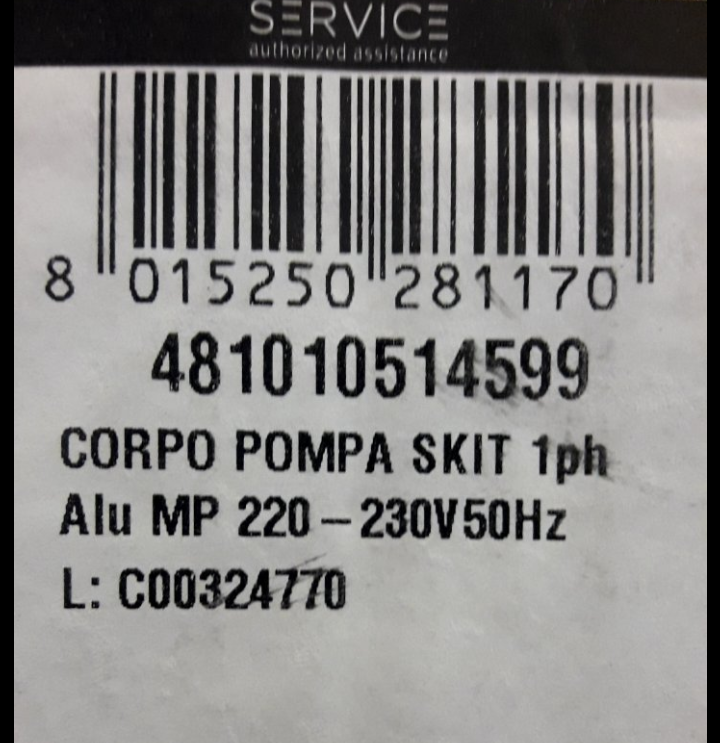 SERVICE
authorized assistance
8 015250 281170
481010514599
CORPO POMPA SKIT 1ph
Alu MP 220-230V50Hz
L: C00324770